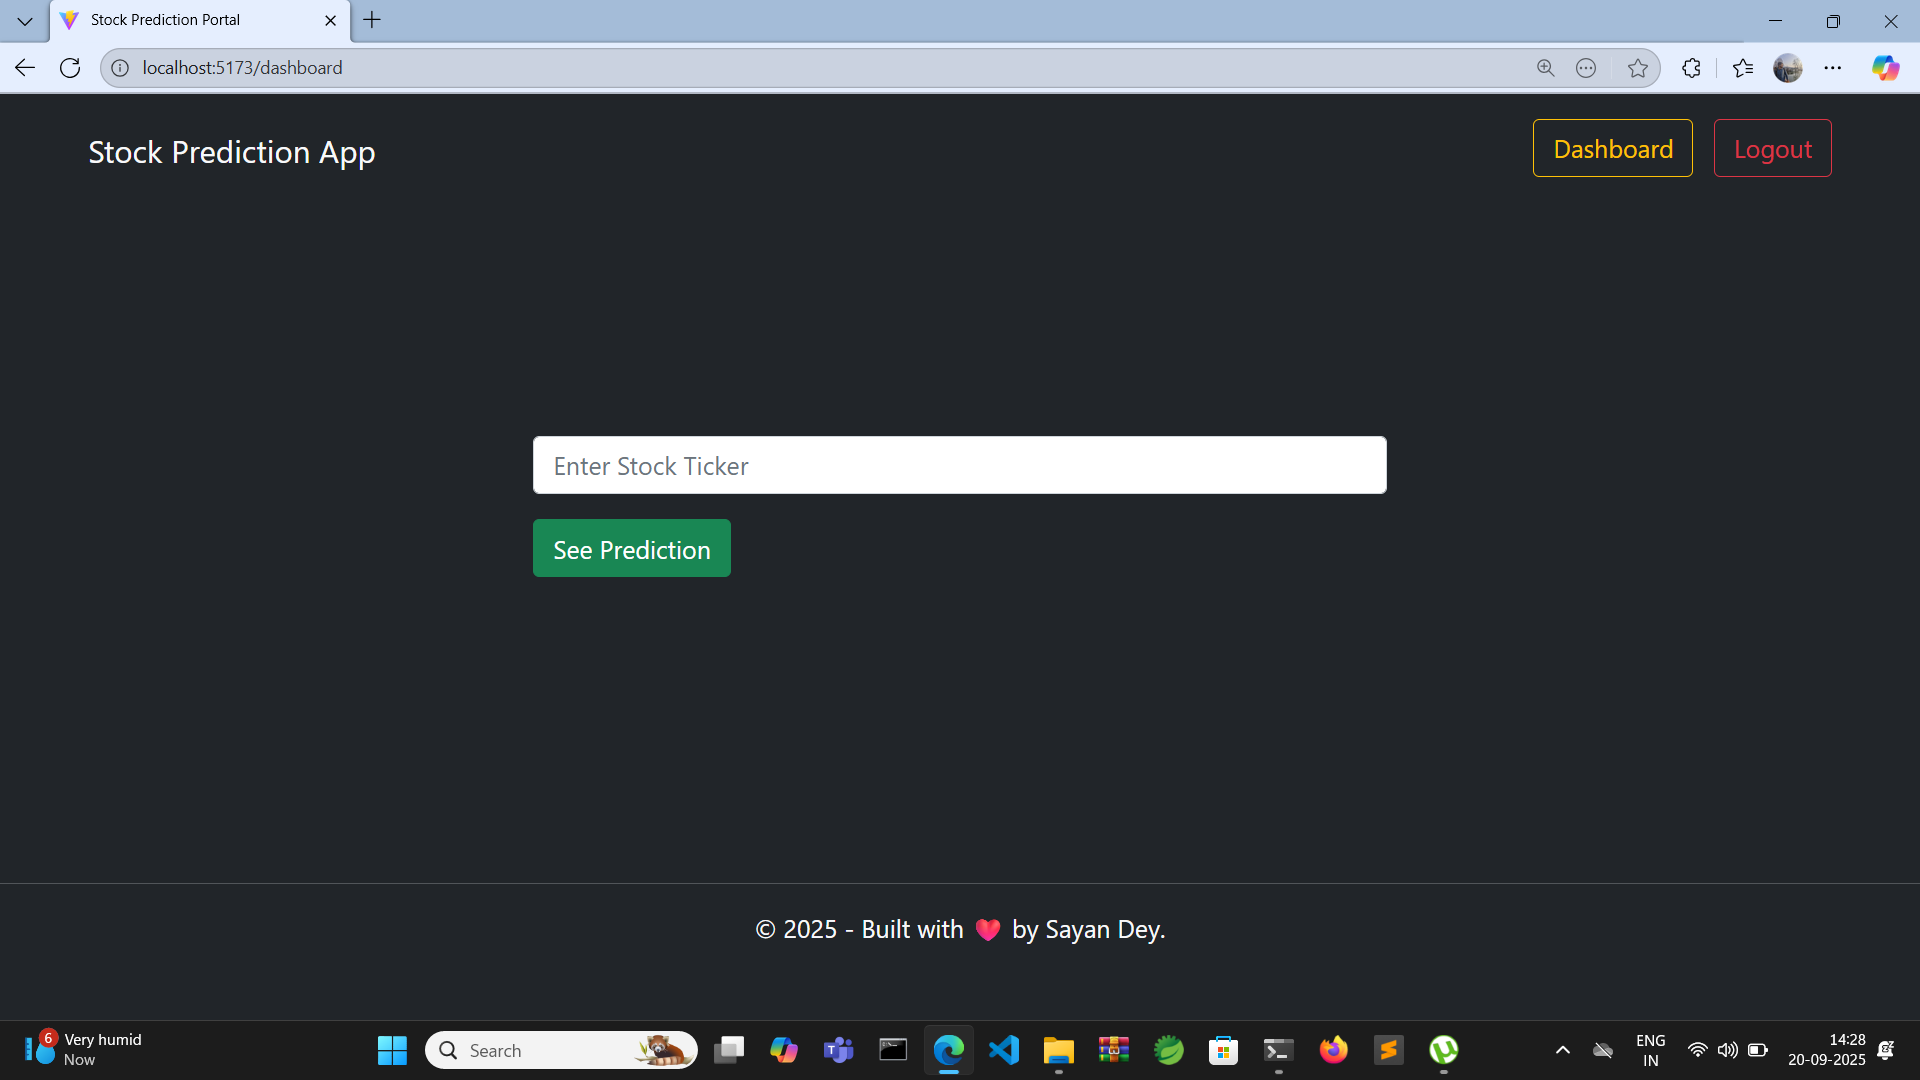 Stock Prediction Portal
localhost:5173/dashboard
Stock Prediction App
Dashboard
Logout
Enter Stock Ticker
See Prediction
© 2025 - Built with ❤️ by Sayan Dey.
6
Very humid
Now
Search
ENG
IN
14:28
20-09-2025